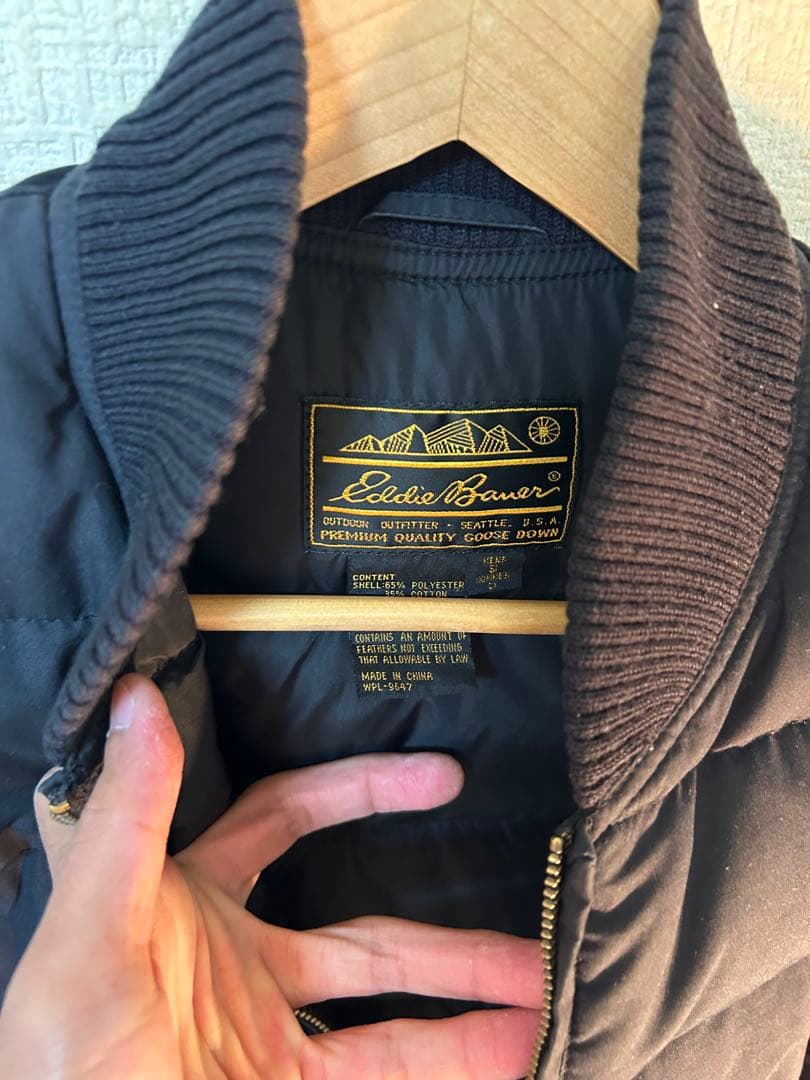 Eddie Bauer®
OUTDOOR OUTFITTER · SEATTLE, U.S.A.
PREMIUM QUALITY GOOSE DOWN
MENS
CONTENT
SHELL:65% POLYESTER
35% COTTON
CONTAINS AN AMOUNT OF
FEATHERS NOT EXCEEDING
THAT ALLOWABLE BY LAW
MADE IN CHINA
WPL-9647